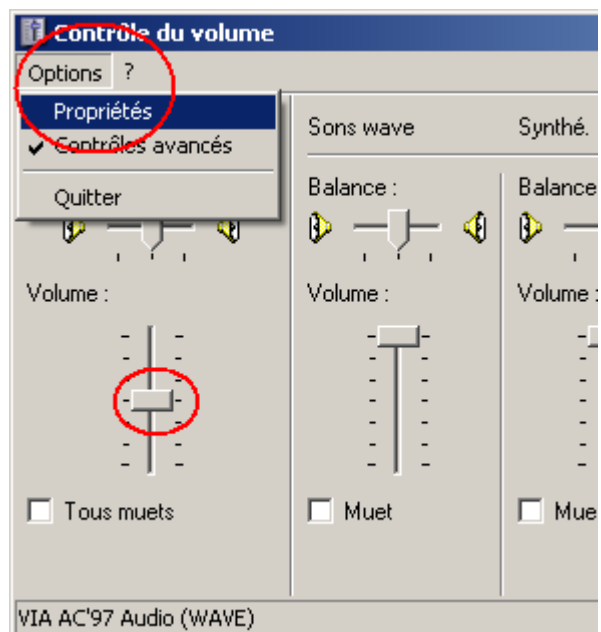 Contrôle du volume
Options ?
Propriétés
Contrôles avancés
Quitter
Sons wave
Synthé.
Balance :
Balance
Volume :
Volume :
Volume :
Tous muets
Muet
Mue
VIA AC'97 Audio (WAVE)